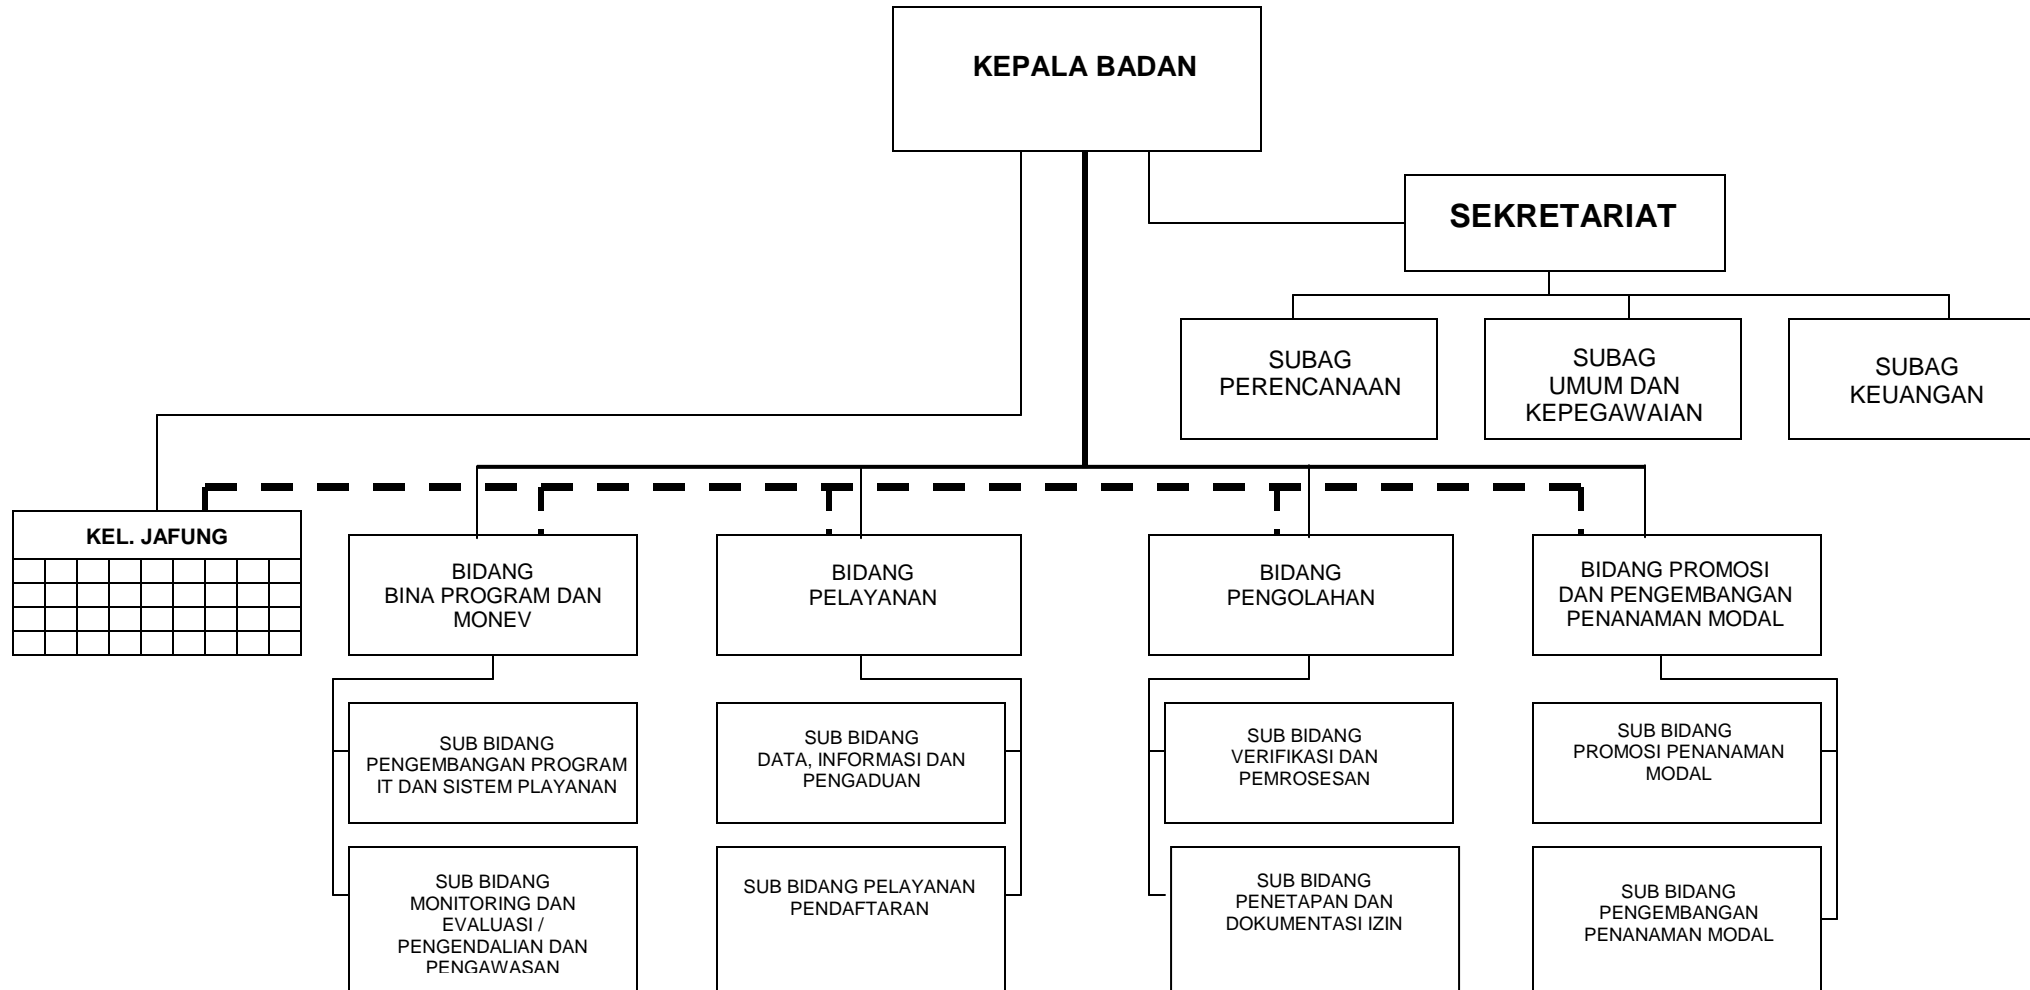 KEPALA BADAN
SEKRETARIAT
SUBAG
PERENCANAAN
SUBAG
UMUM DAN
KEPEGAWAIAN
SUBAG
KEUANGAN
KEL. JAFUNG
BIDANG
BINA PROGRAM DAN
MONEV
BIDANG
PELAYANAN
BIDANG
PENGOLAHAN
BIDANG PROMOSI
DAN PENGEMBANGAN
PENANAMAN MODAL
SUB BIDANG
PENGEMBANGAN PROGRAM
IT DAN SISTEM PLAYANAN
SUB BIDANG
DATA, INFORMASI DAN
PENGADUAN
SUB BIDANG
VERIFIKASI DAN
PEMROSESAN
SUB BIDANG
PROMOSI PENANAMAN
MODAL
SUB BIDANG
MONITORING DAN
EVALUASI /
PENGENDALIAN DAN
PENGAWASAN
SUB BIDANG PELAYANAN
PENDAFTARAN
SUB BIDANG
PENETAPAN DAN
DOKUMENTASI IZIN
SUB BIDANG
PENGEMBANGAN
PENANAMAN MODAL